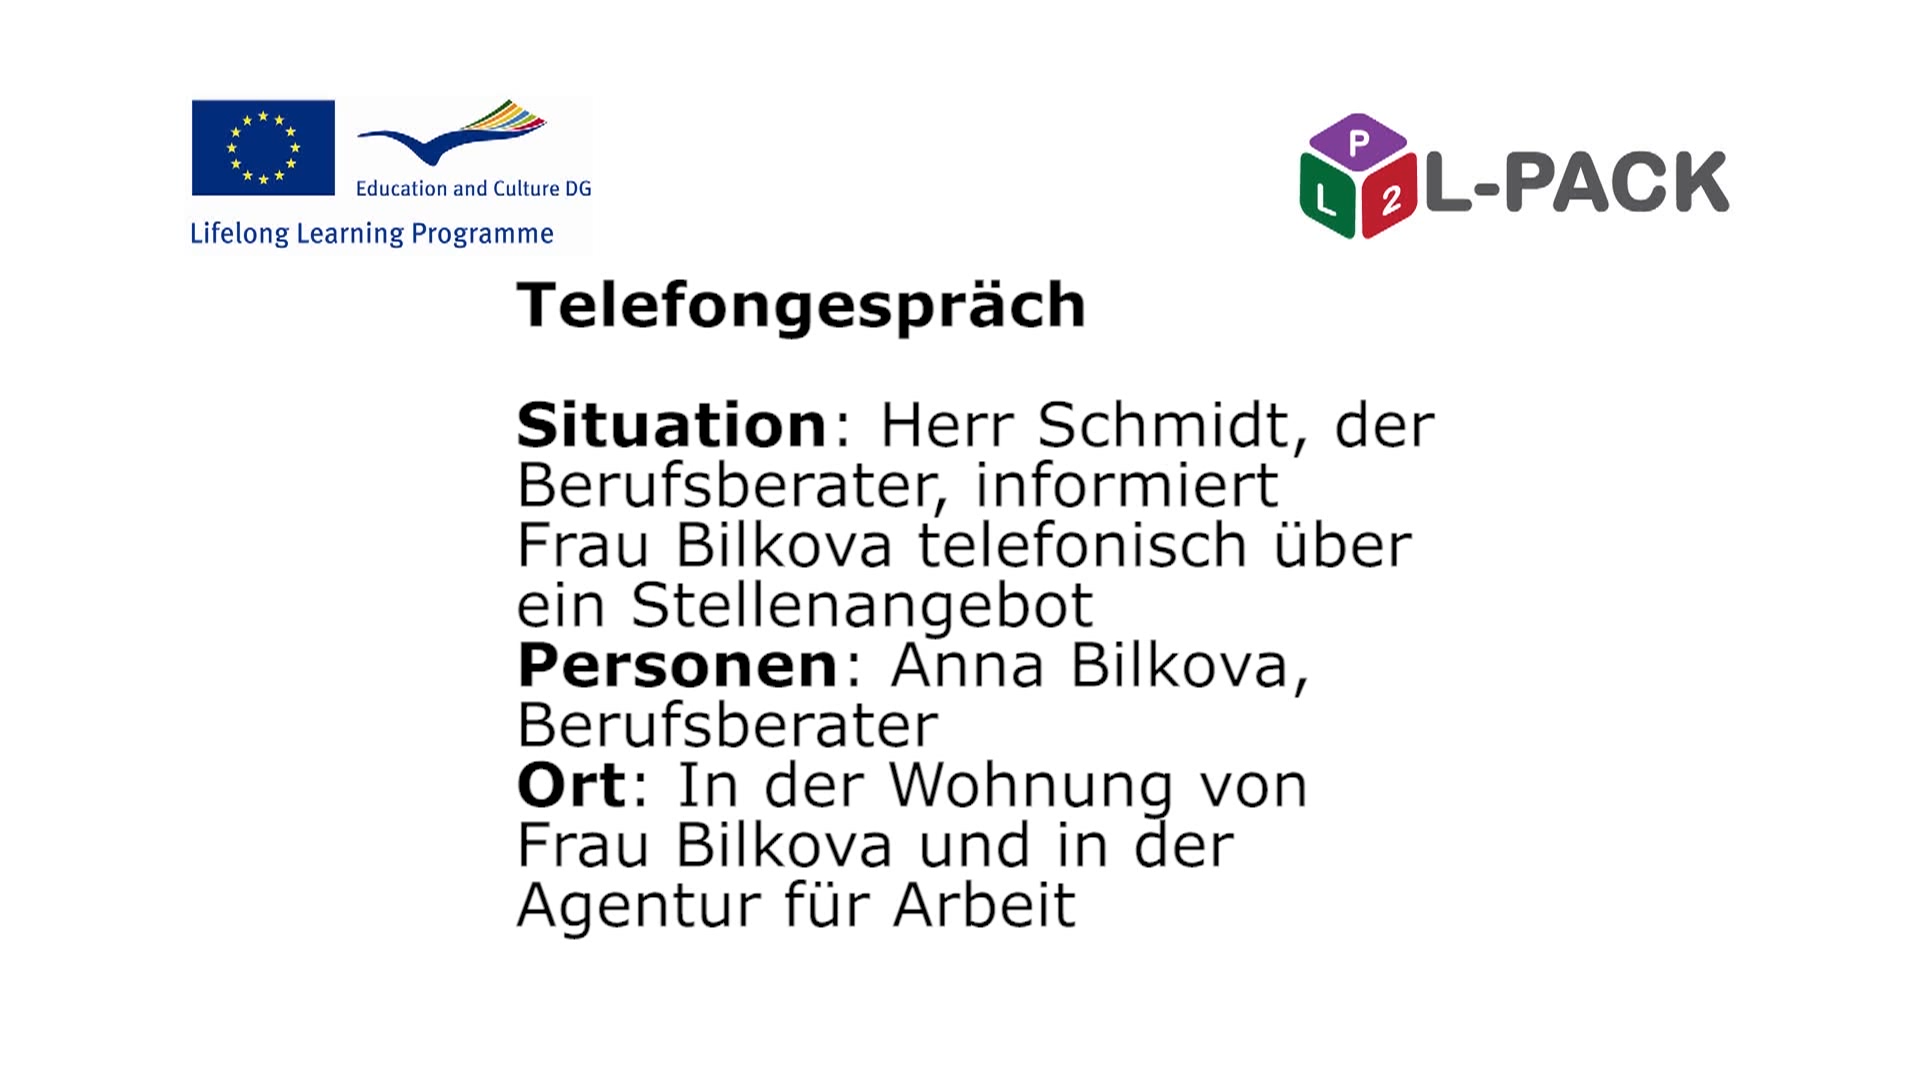 Education and Culture DG
Lifelong Learning Programme
P
L
2
L-PACK
Telefongespräch
Situation: Herr Schmidt, der
Berufsberater, informiert
Frau Bilkova telefonisch über
ein Stellenangebot
Personen: Anna Bilkova,
Berufsberater
Ort: In der Wohnung von
Frau Bilkova und in der
Agentur für Arbeit